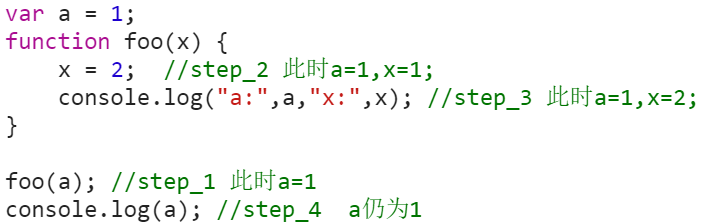 var a = 1;
function foo(x) {
    x = 2;  //step_2 此时a=1,x=1;
    console.log("a:",a,"x:",x); //step_3 此时a=1,x=2;
}

foo(a); //step_1 此时a=1
console.log(a); //step_4  a仍为1